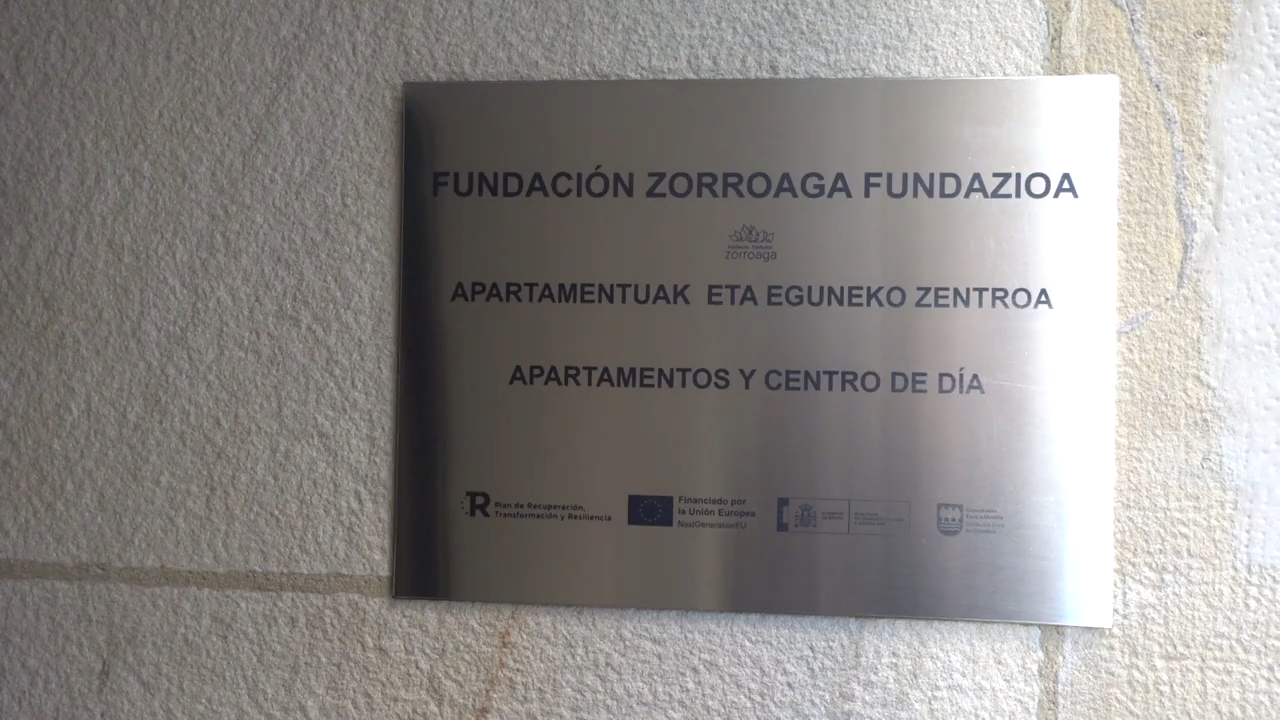 FUNDACIÓN ZORROAGA FUNDAZIOA
zorroaga
APARTAMENTUAK ETA EGUNEKO ZENTROA
APARTAMENTOS Y CENTRO DE DÍA
R Plan de Recuperación,
Transformación y Resiliencia
Financiado por
la Unión Europea
NextGenerationEU